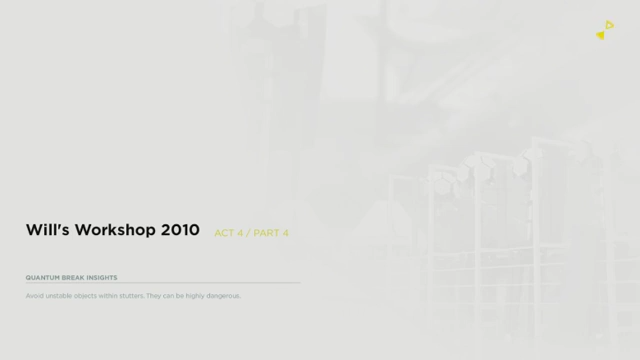 Will's Workshop 2010 ACT 4 / PART 4
QUANTUM BREAK INSIGHTS
Avoid unstable objects within stutters. They can be highly dangerous.